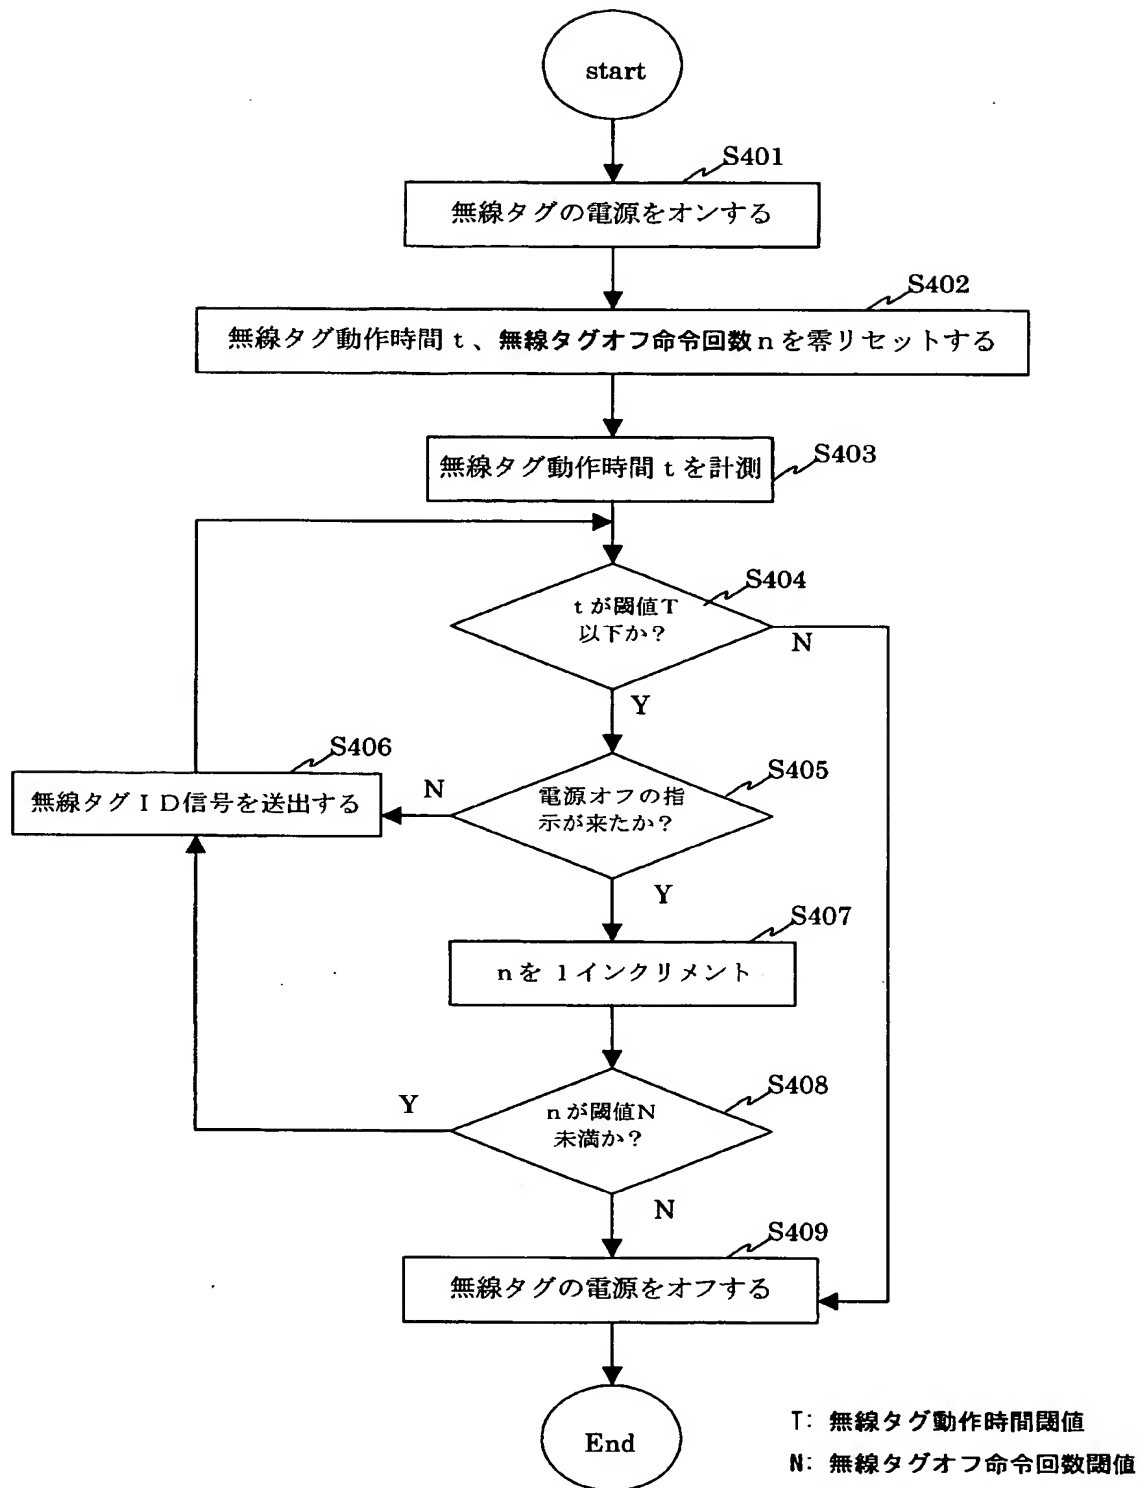 start
S401
無線タグの電源をオンする
S402
無線タグ動作時間t、無線タグオフ命令回数nを零リセットする
S403
無線タグ動作時間tを計測
S404
tが閾値T
以下か?
N
Y
S406
無線タグID信号を送出する
N
S405
電源オフの指
示が来たか?
Y
S407
nを1インクリメント
S408
Y
nが閾値N
未満か?
N
S409
無線タグの電源をオフする
End
T: 無線タグ動作時間閾値
N: 無線タグオフ命令回数閾値